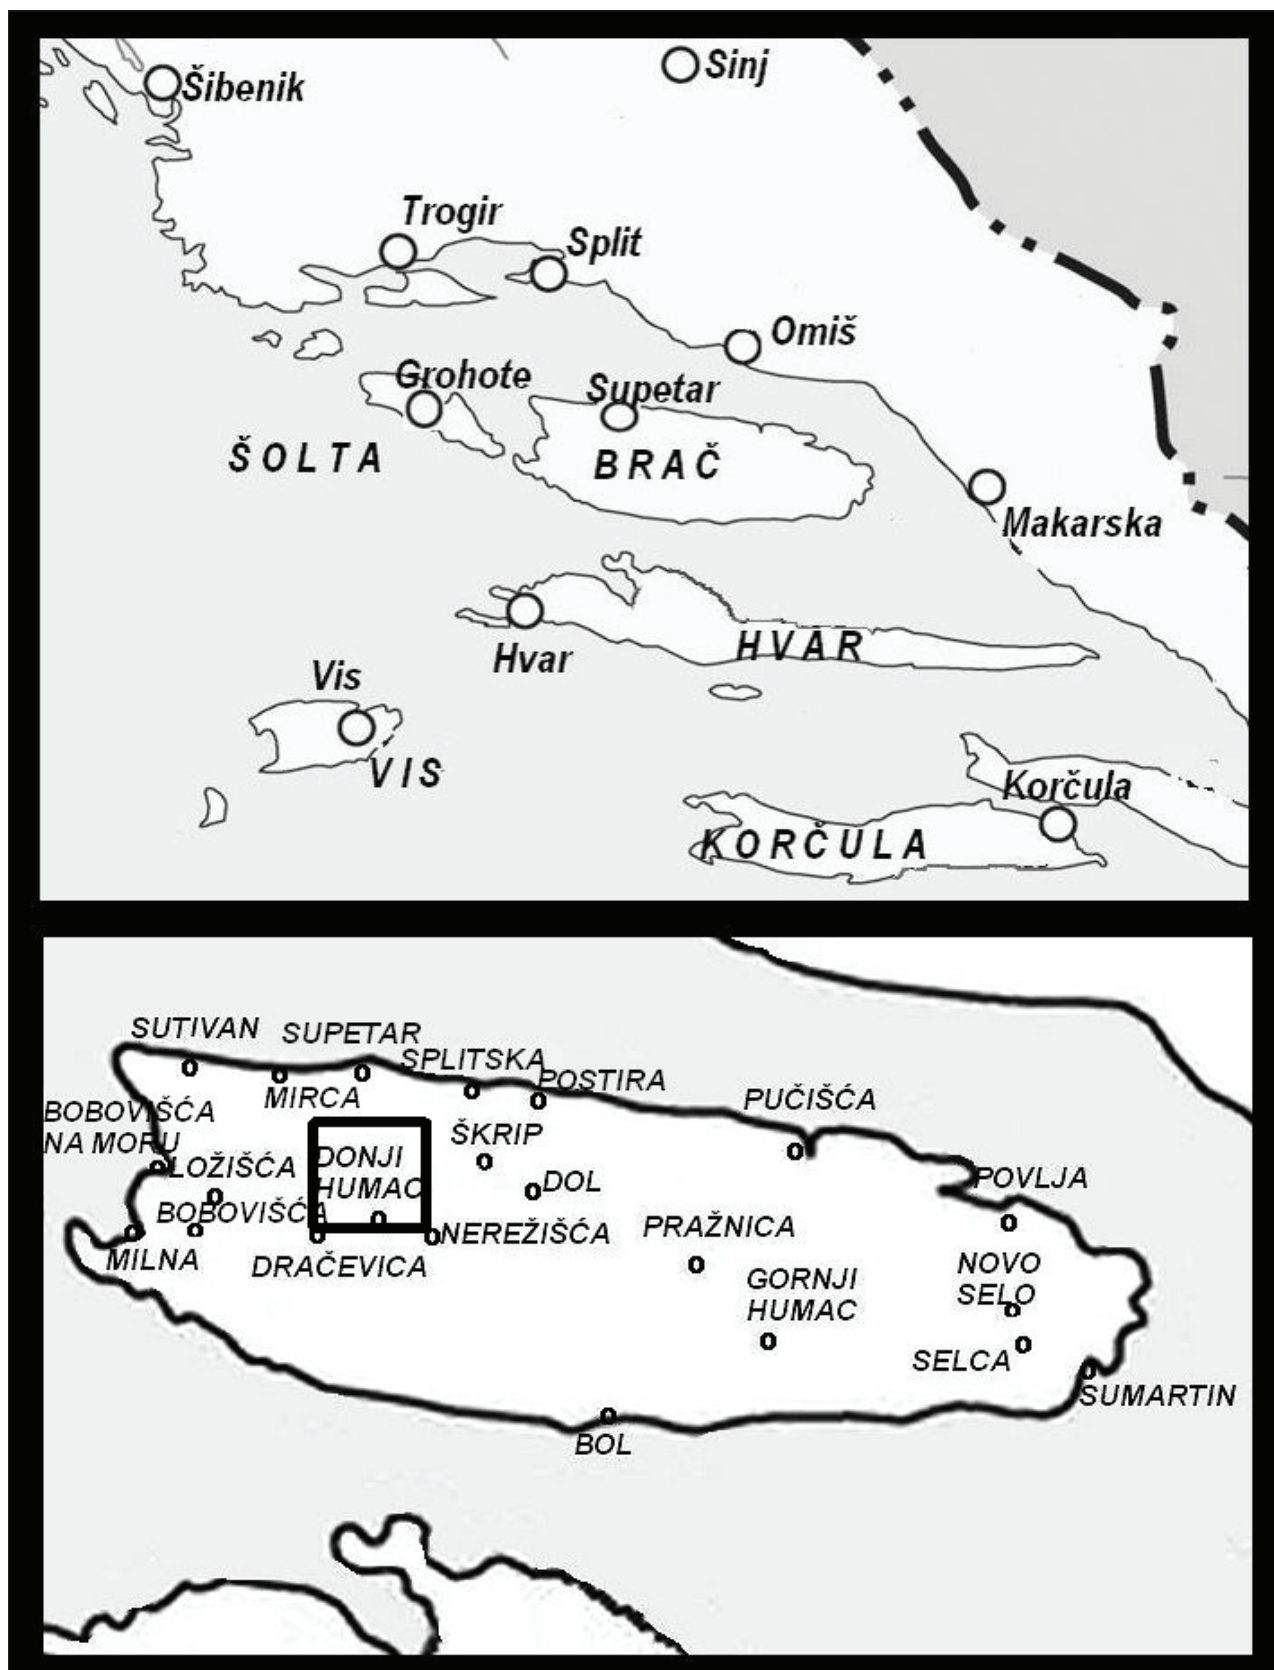 Šibenik
Sinj
Trogir
Split
Omiš
Grohote
Supetar
ŠOLTA
BRAČ
Makarska
Hvar
HVAR
Vis
VIS
Korčula
KORČULA
SUTIVAN
SUPETAR
SPLITSKA
POSTIRA
MIRCA
PUČIŠĆA
BOBOVIŠĆA
NA MORU
ŠKRIP
DONJI
HUMAC
LOŽIŠĆA
DOL
POVLJA
BOBOVIŠĆA
NEREŽIŠĆA
PRAŽNICA
MILNA
DRAČEVICA
GORNJI
HUMAC
NOVO
SELO
SELCA
SUMARTIN
BOL